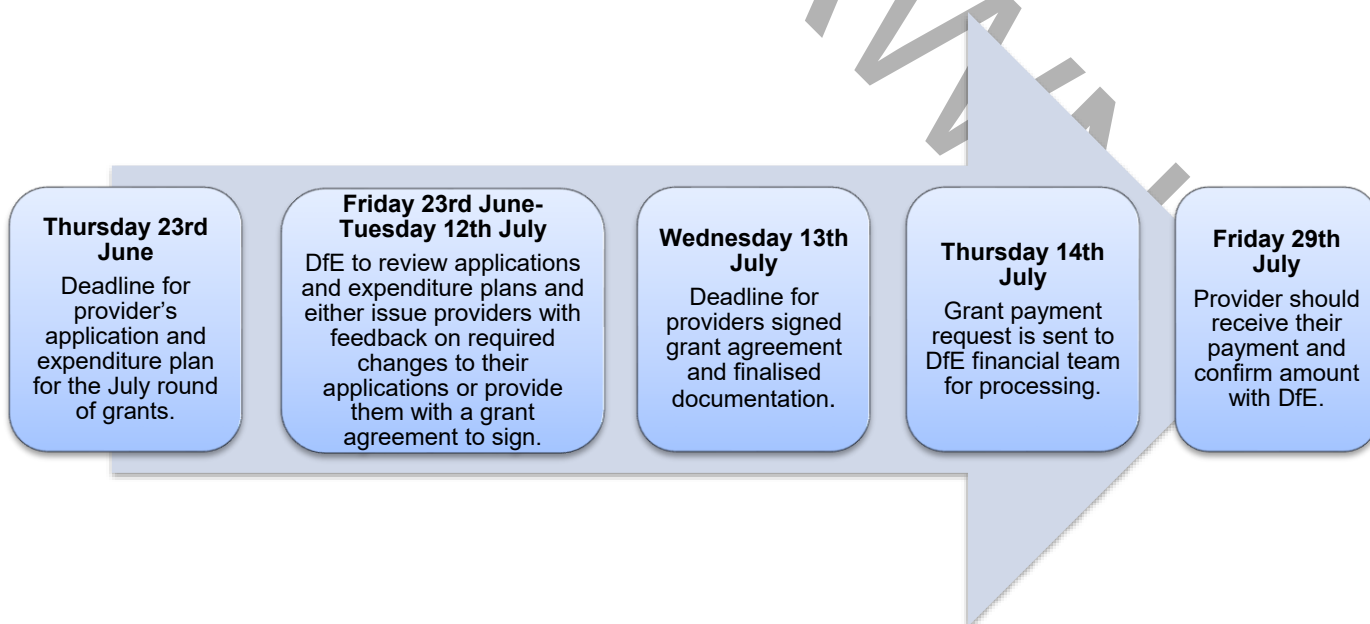 Thursday 23rd
June
Deadline for
provider's
application and
expenditure plan
for the July round
of grants.
Friday 23rd June-
Tuesday 12th July
DfE to review applications
and expenditure plans and
either issue providers with
feedback on required
changes to their
applications or provide
them with a grant
agreement to sign.
Wednesday 13th
July
Deadline for
providers signed
grant agreement
and finalised
documentation.
Thursday 14th
July
Grant payment
request is sent to
DfE financial team
for processing.
Friday 29th
July
Provider should
receive their
payment and
confirm amount
with DfE.